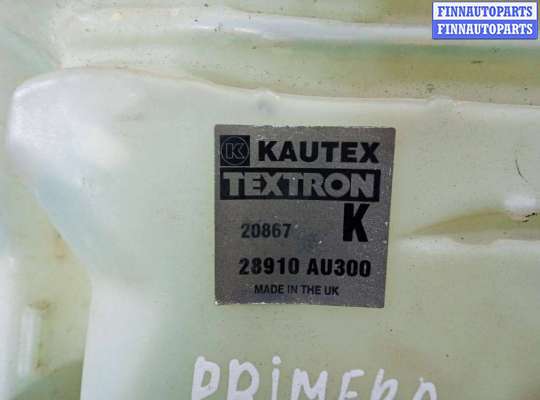 FINNAUTOPARTS
FINNAUTOPARTS
K KAUTEX
TEXTRON
20867 K
28910 AU300
MADE IN THE UK
PRIMERA